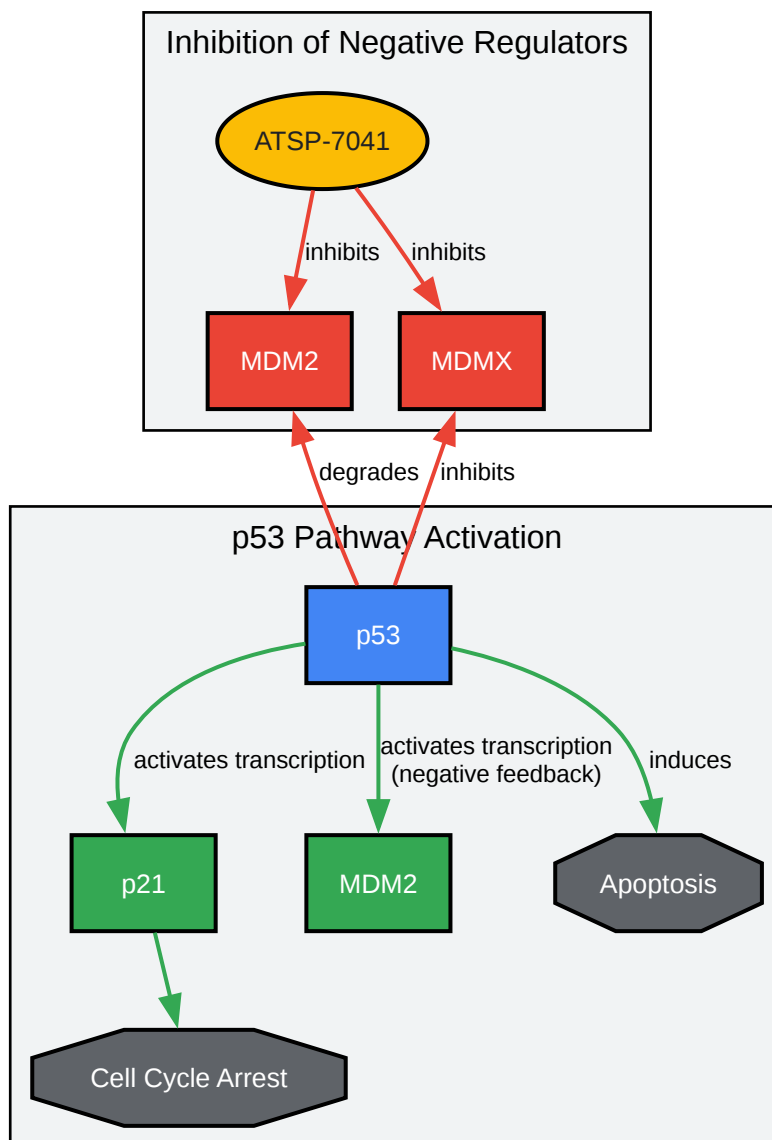 Inhibition of Negative Regulators
ATSP-7041
inhibits
inhibits
MDM2
MDMX
degrades
inhibits
p53 Pathway Activation
p53
activates transcription
activates transcription
(negative feedback)
induces
p21
MDM2
Apoptosis
Cell Cycle Arrest